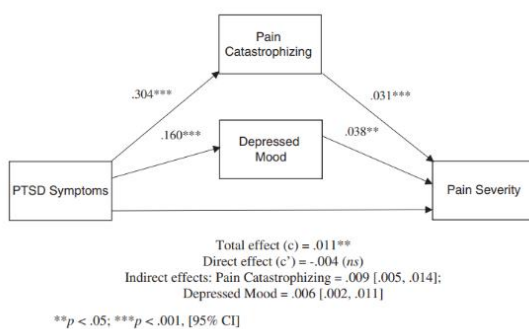 Pain
Catastrophizing
.304***
.031***
.160***
Depressed
Mood
.038**
PTSD Symptoms
Pain Severity
Total effect (c) = .011**
Direct effect (c') = -.004 (ns)
Indirect effects: Pain Catastrophizing = .009 [.005, .014];
Depressed Mood = .006 [.002, .011]
**p < .05; ***p < .001, [95% CI]